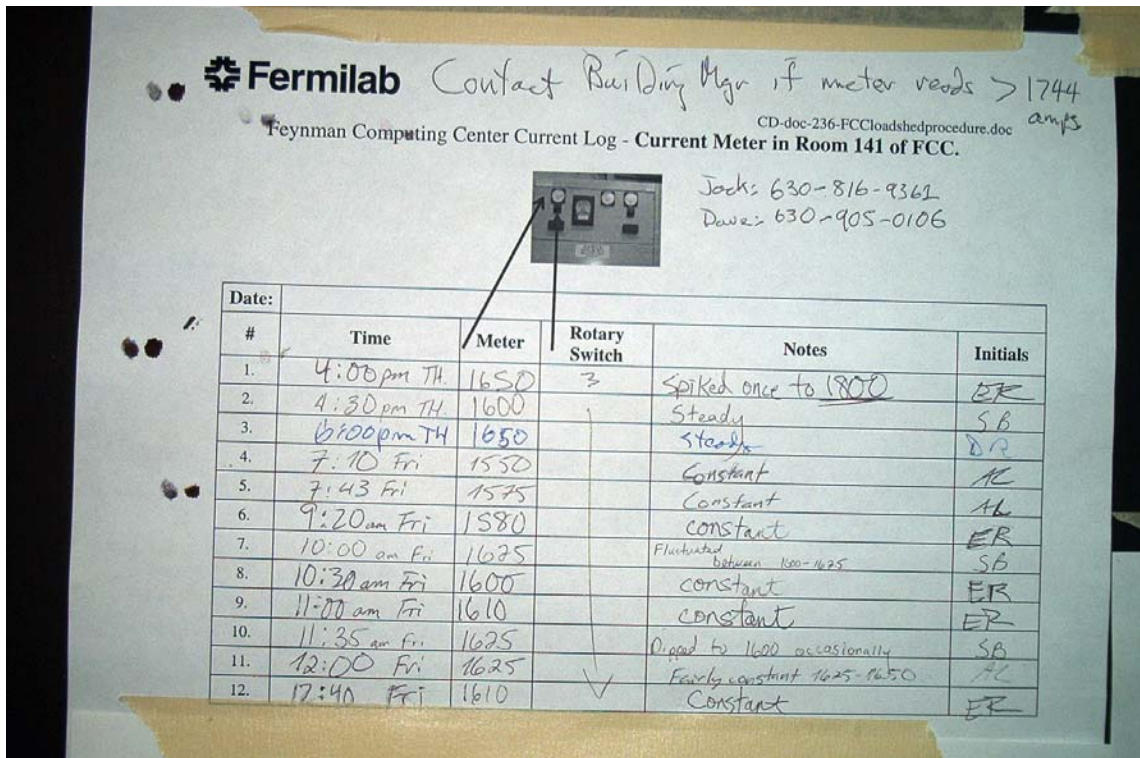 Fermilab Contact Building Mgr if meter reads > 1744 amps
CD-doc-236-FCCloadshedprocedure.doc
Feynman Computing Center Current Log - Current Meter in Room 141 of FCC.
Jack: 630-816-9361
Dave: 630-905-0106
Date:
# Time Meter Rotary Switch Notes Initials
1. 4:00pm TH. 1650 3 Spiked once to 1800 ER
2. 4:30pm TH. 1600 Steady SB
3. 6:00pm TH 1650 Steady DR
4. 7:10 Fri 1550 Constant AL
5. 7:43 Fri 1575 Constant AL
6. 9:20am Fri 1580 constant ER
7. 10:00 am Fri 1625 Fluctuated between 1600-1625 SB
8. 10:30 am Fri 1600 constant ER
9. 11:00 am Fri 1610 constant ER
10. 11:35 am Fri. 1625 Dipped to 1600 occasionally SB
11. 12:00 Fri 1625 Fairly constant 1625-1650 AL
12. 12:40 Fri 1610 Constant ER